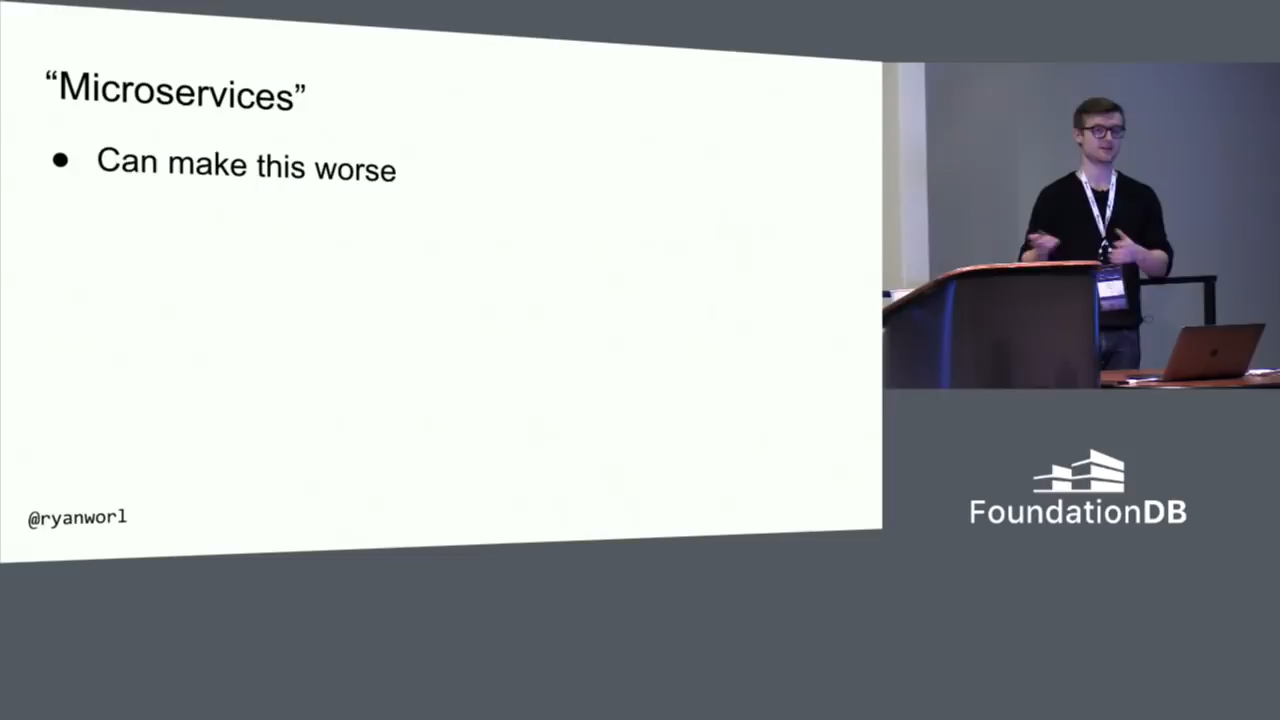 “Microservices”
● Can make this worse
@ryanworl
FoundationDB